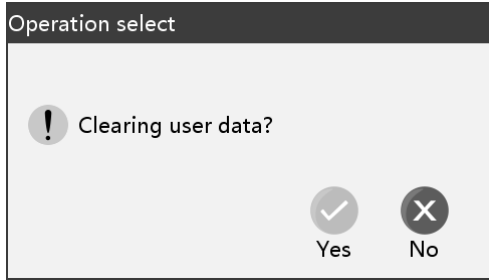 Operation select
Clearing user data?
Yes
No